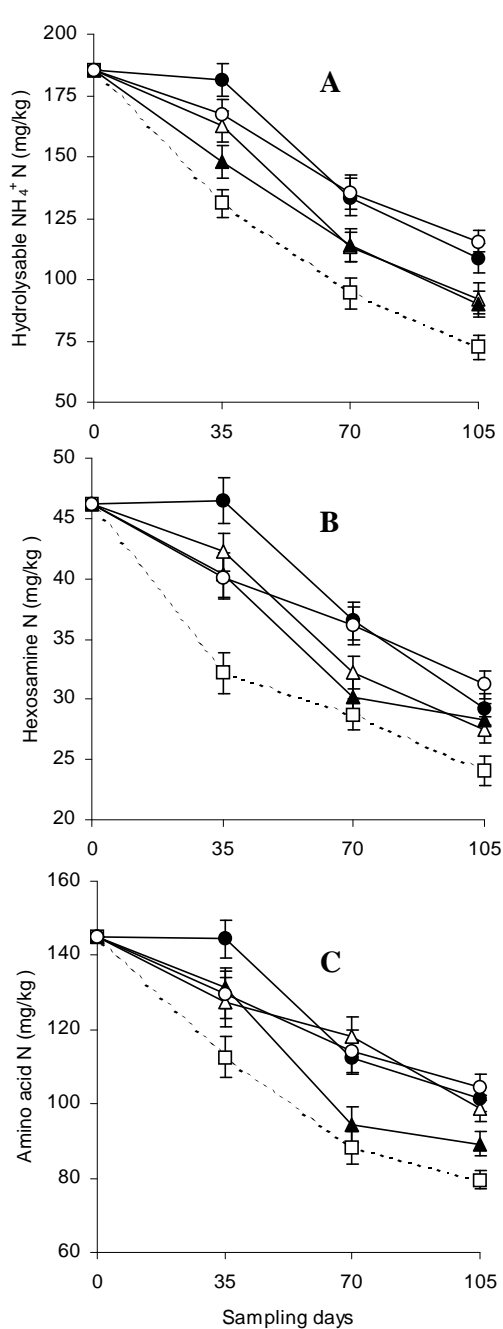 200
175
150
125
100
75
50
Hydrolysable NH₄⁺ N (mg/kg)
A
0 35 70 105
50
45
40
35
30
25
20
Hexosamine N (mg/kg )
B
0 35 70 105
160
140
120
100
80
60
Amino acid N (mg/kg )
C
0 35 70 105
Sampling days